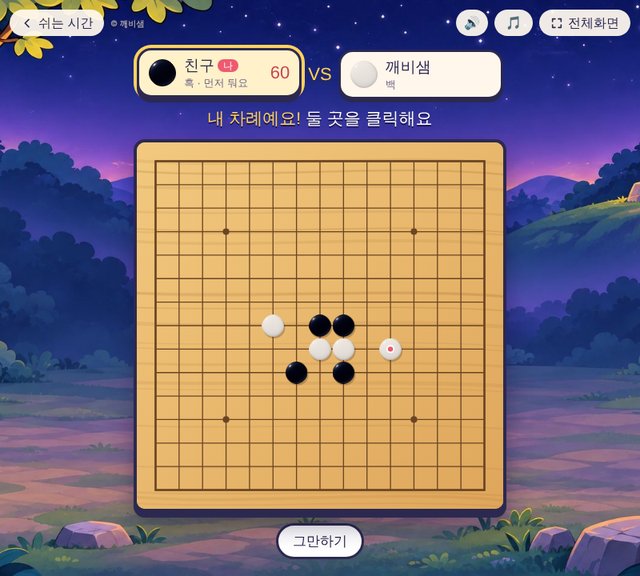 쉬는 시간
© 깨비샘
전체화면
친구 나
흑 · 먼저 둬요
60
VS
깨비샘
백
내 차례예요! 둘 곳을 클릭해요
그만하기